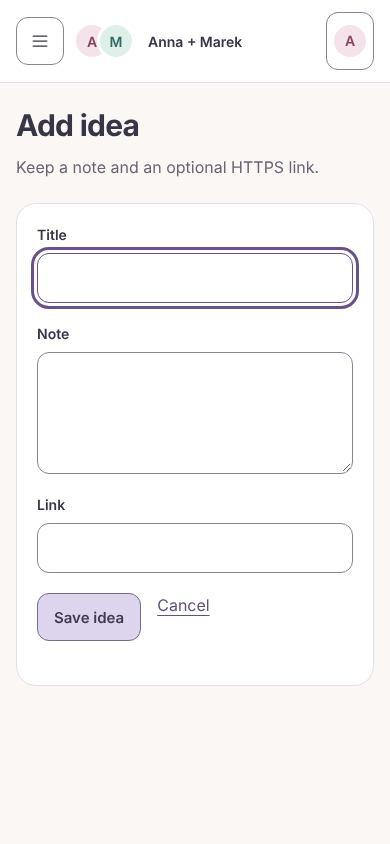 A M Anna + Marek A
Add idea
Keep a note and an optional HTTPS link.
Title
Note
Link
Save idea Cancel